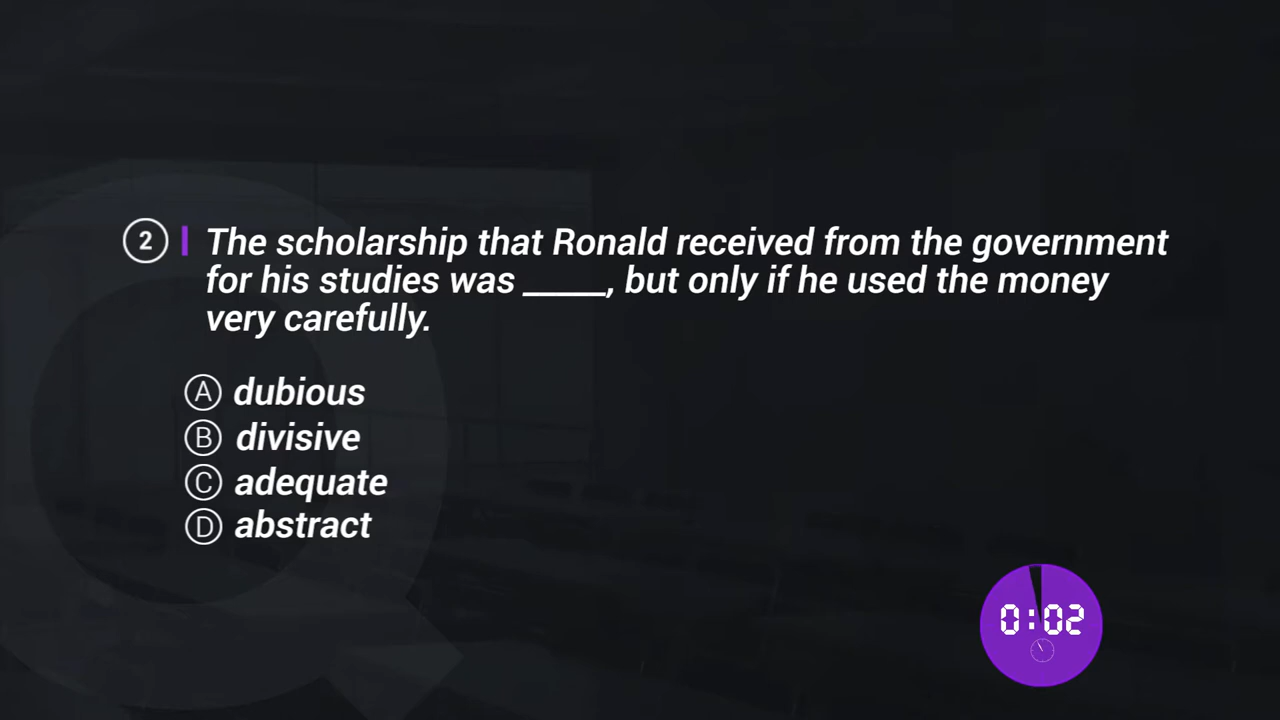 2 The scholarship that Ronald received from the government
for his studies was _____, but only if he used the money
very carefully.
A dubious
B divisive
C adequate
D abstract
0:02